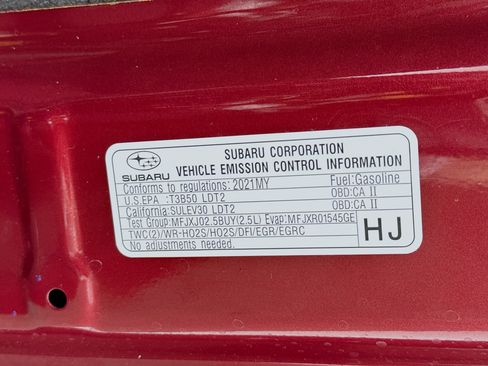 SUBARU CORPORATION
SUBARU VEHICLE EMISSION CONTROL INFORMATION
Conforms to regulations: 2021MY Fuel:Gasoline
U.S.EPA :T3B50 LDT2 OBD:CA II
California:SULEV30 LDT2 OBD:CA II
Test Group:MFJXJ02.5BUY(2.5L) Evap:MFJXR01545GE
TWC(2)/WR-HO2S/HO2S/DFI/EGR/EGRC
No adjustments needed. HJ